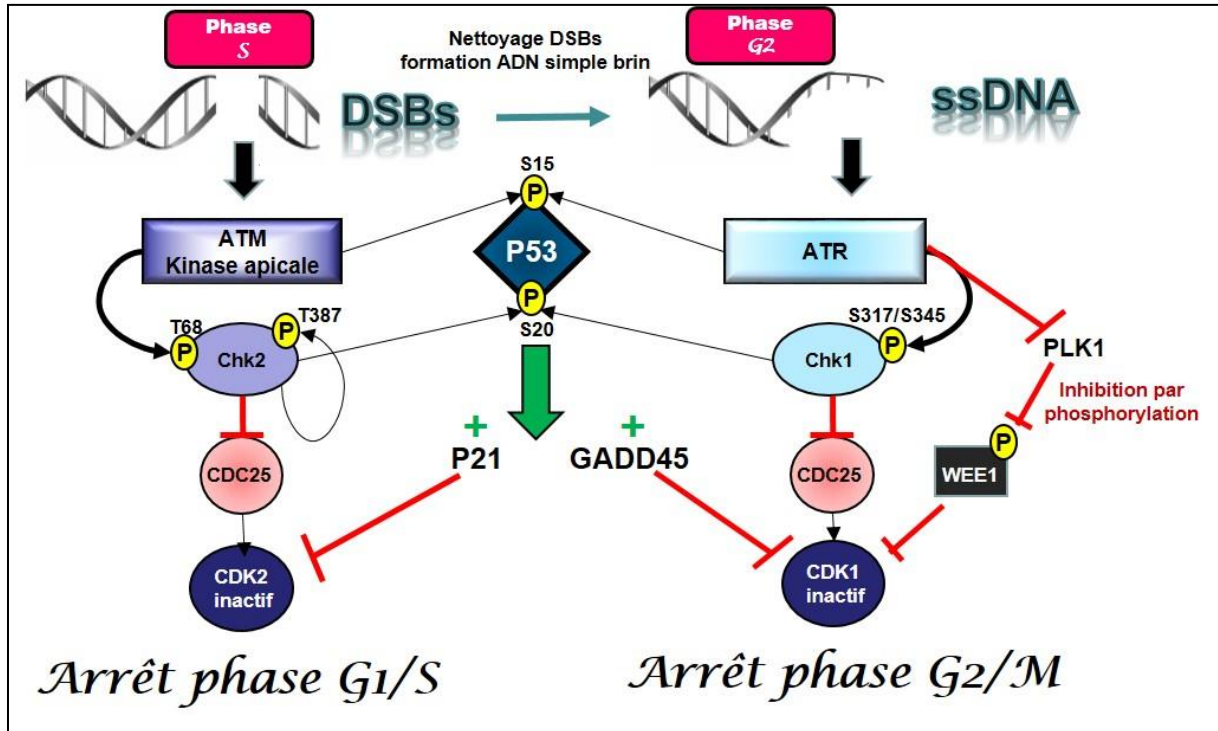 Phase
S
Nettoyage DSBs
formation ADN simple brin
Phase
G2
DSBs
ssDNA
S15
P
ATM
Kinase apicale
P53
ATR
P
S20
T68
P
T387
P
Chk2
S317/S345
P
Chk1
PLK1
Inhibition par
phosphorylation
+
P21
+
GADD45
P
WEE1
CDC25
CDC25
CDK2
inactif
CDK1
inactif
Arrêt phase G1/S
Arrêt phase G2/M